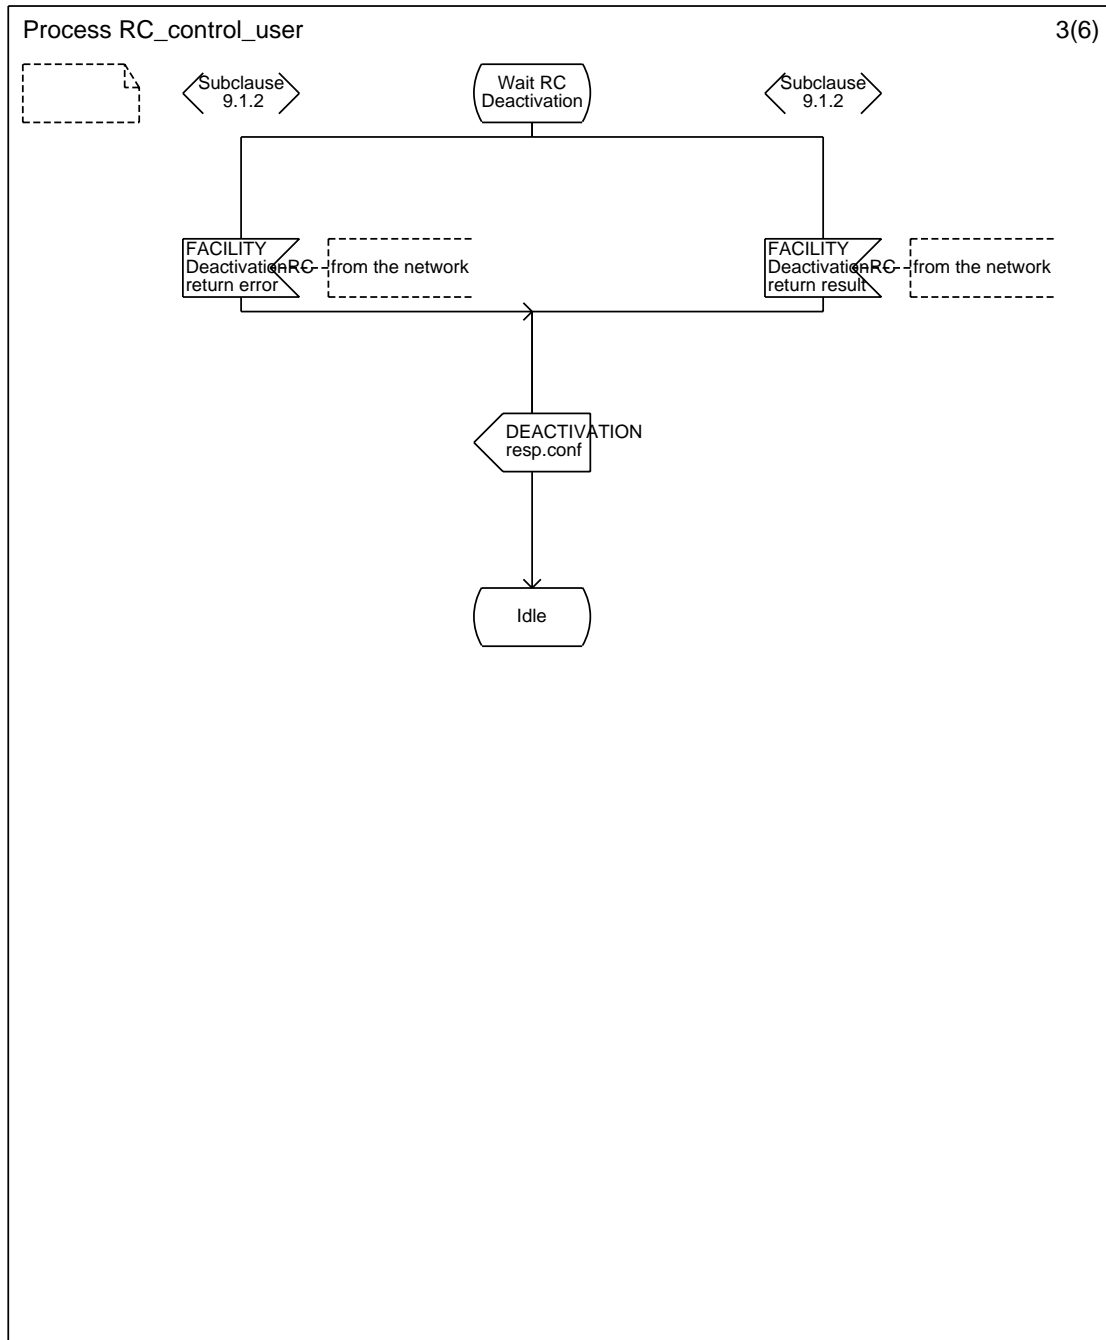 Process RC_control_user
3(6)
Subclause
9.1.2
Wait RC
Deactivation
Subclause
9.1.2
FACILITY
DeactivationRC
return error
from the network
FACILITY
DeactivationRC
return result
from the network
DEACTIVATION
resp.conf
Idle